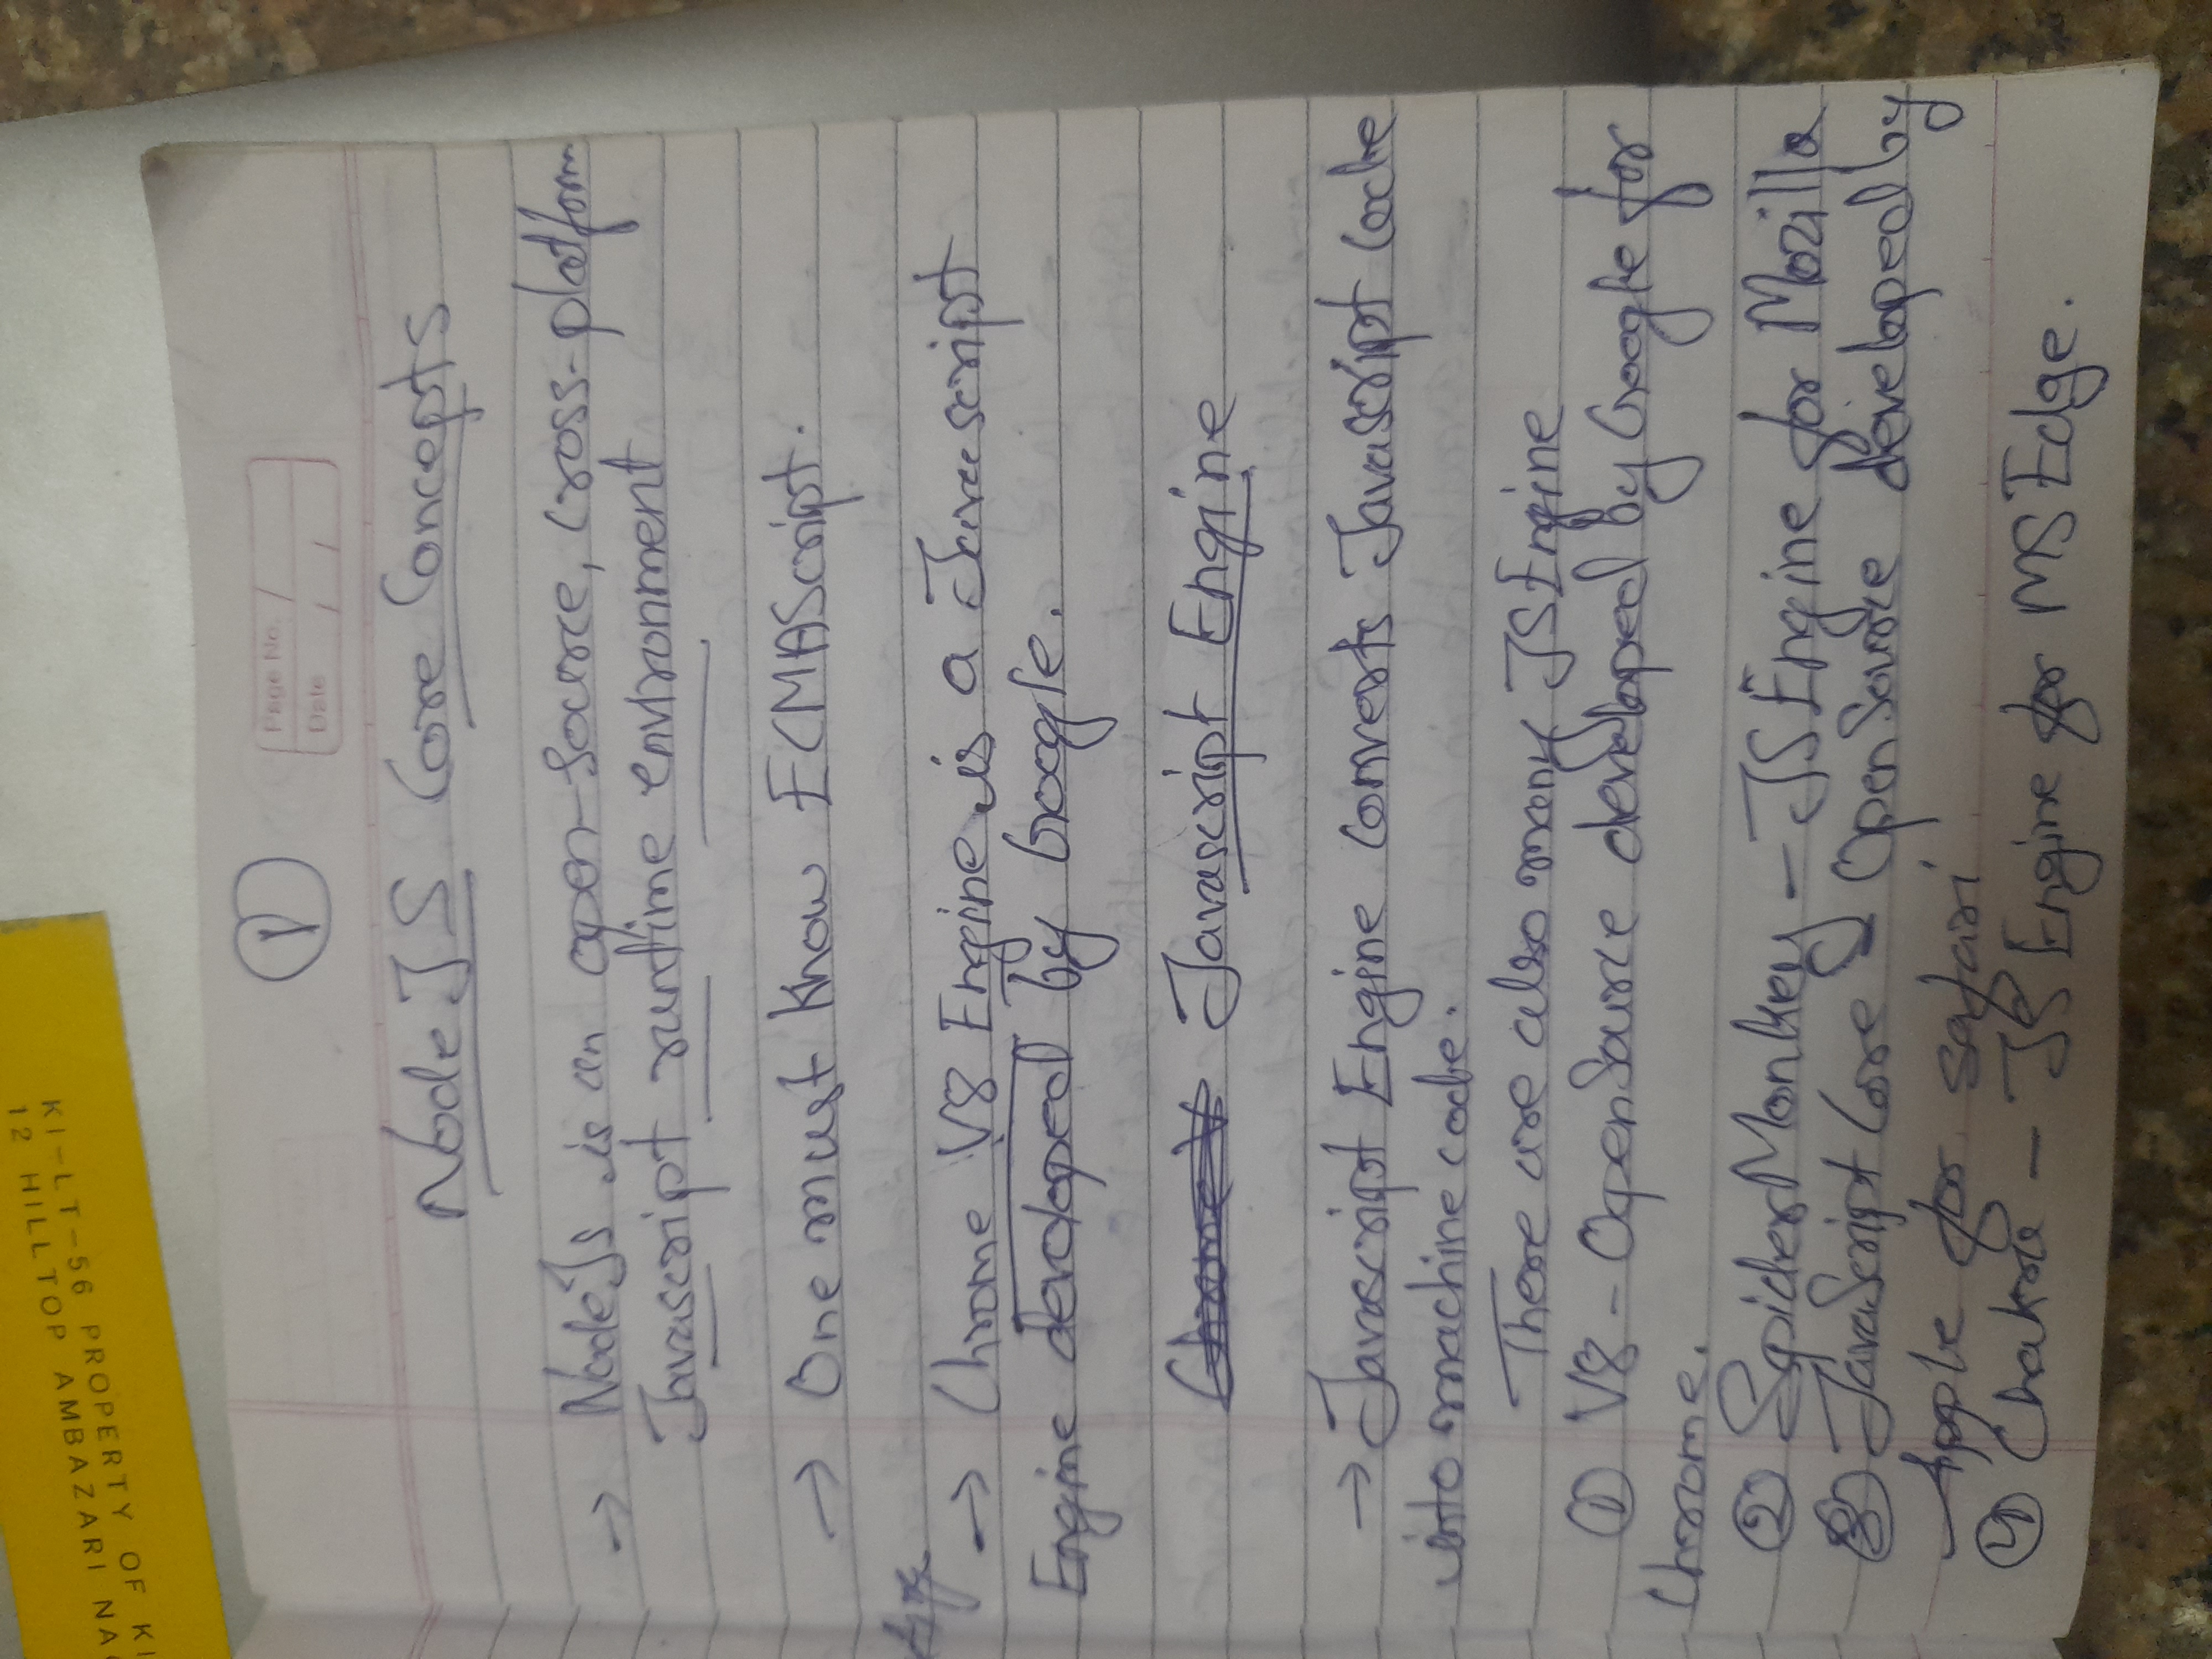 12 HILLTOP AMBAZARI NAG
KI-LT-56 PROPERTY OF KI
1
Page No.
Date
NodeJS Core Concepts
→ NodeJs is an open-source, cross-platform
Javascript runtime environment
→ One must know ECMAScript.
→ Chrome V8 Engine is a Javascript
Engine developed by Google.
Chrome V Javascript Engine
→ Javascript Engine converts Javascript code
into machine code.
There are also many JS Engine
① V8 - OpenSource developed by Google for
Chrome.
② SpiderMonkey - JS Engine for Mozilla
③ JavaScript Core - Open Source developed by
Apple for safari
④ Chakra - JS Engine for MS Edge.